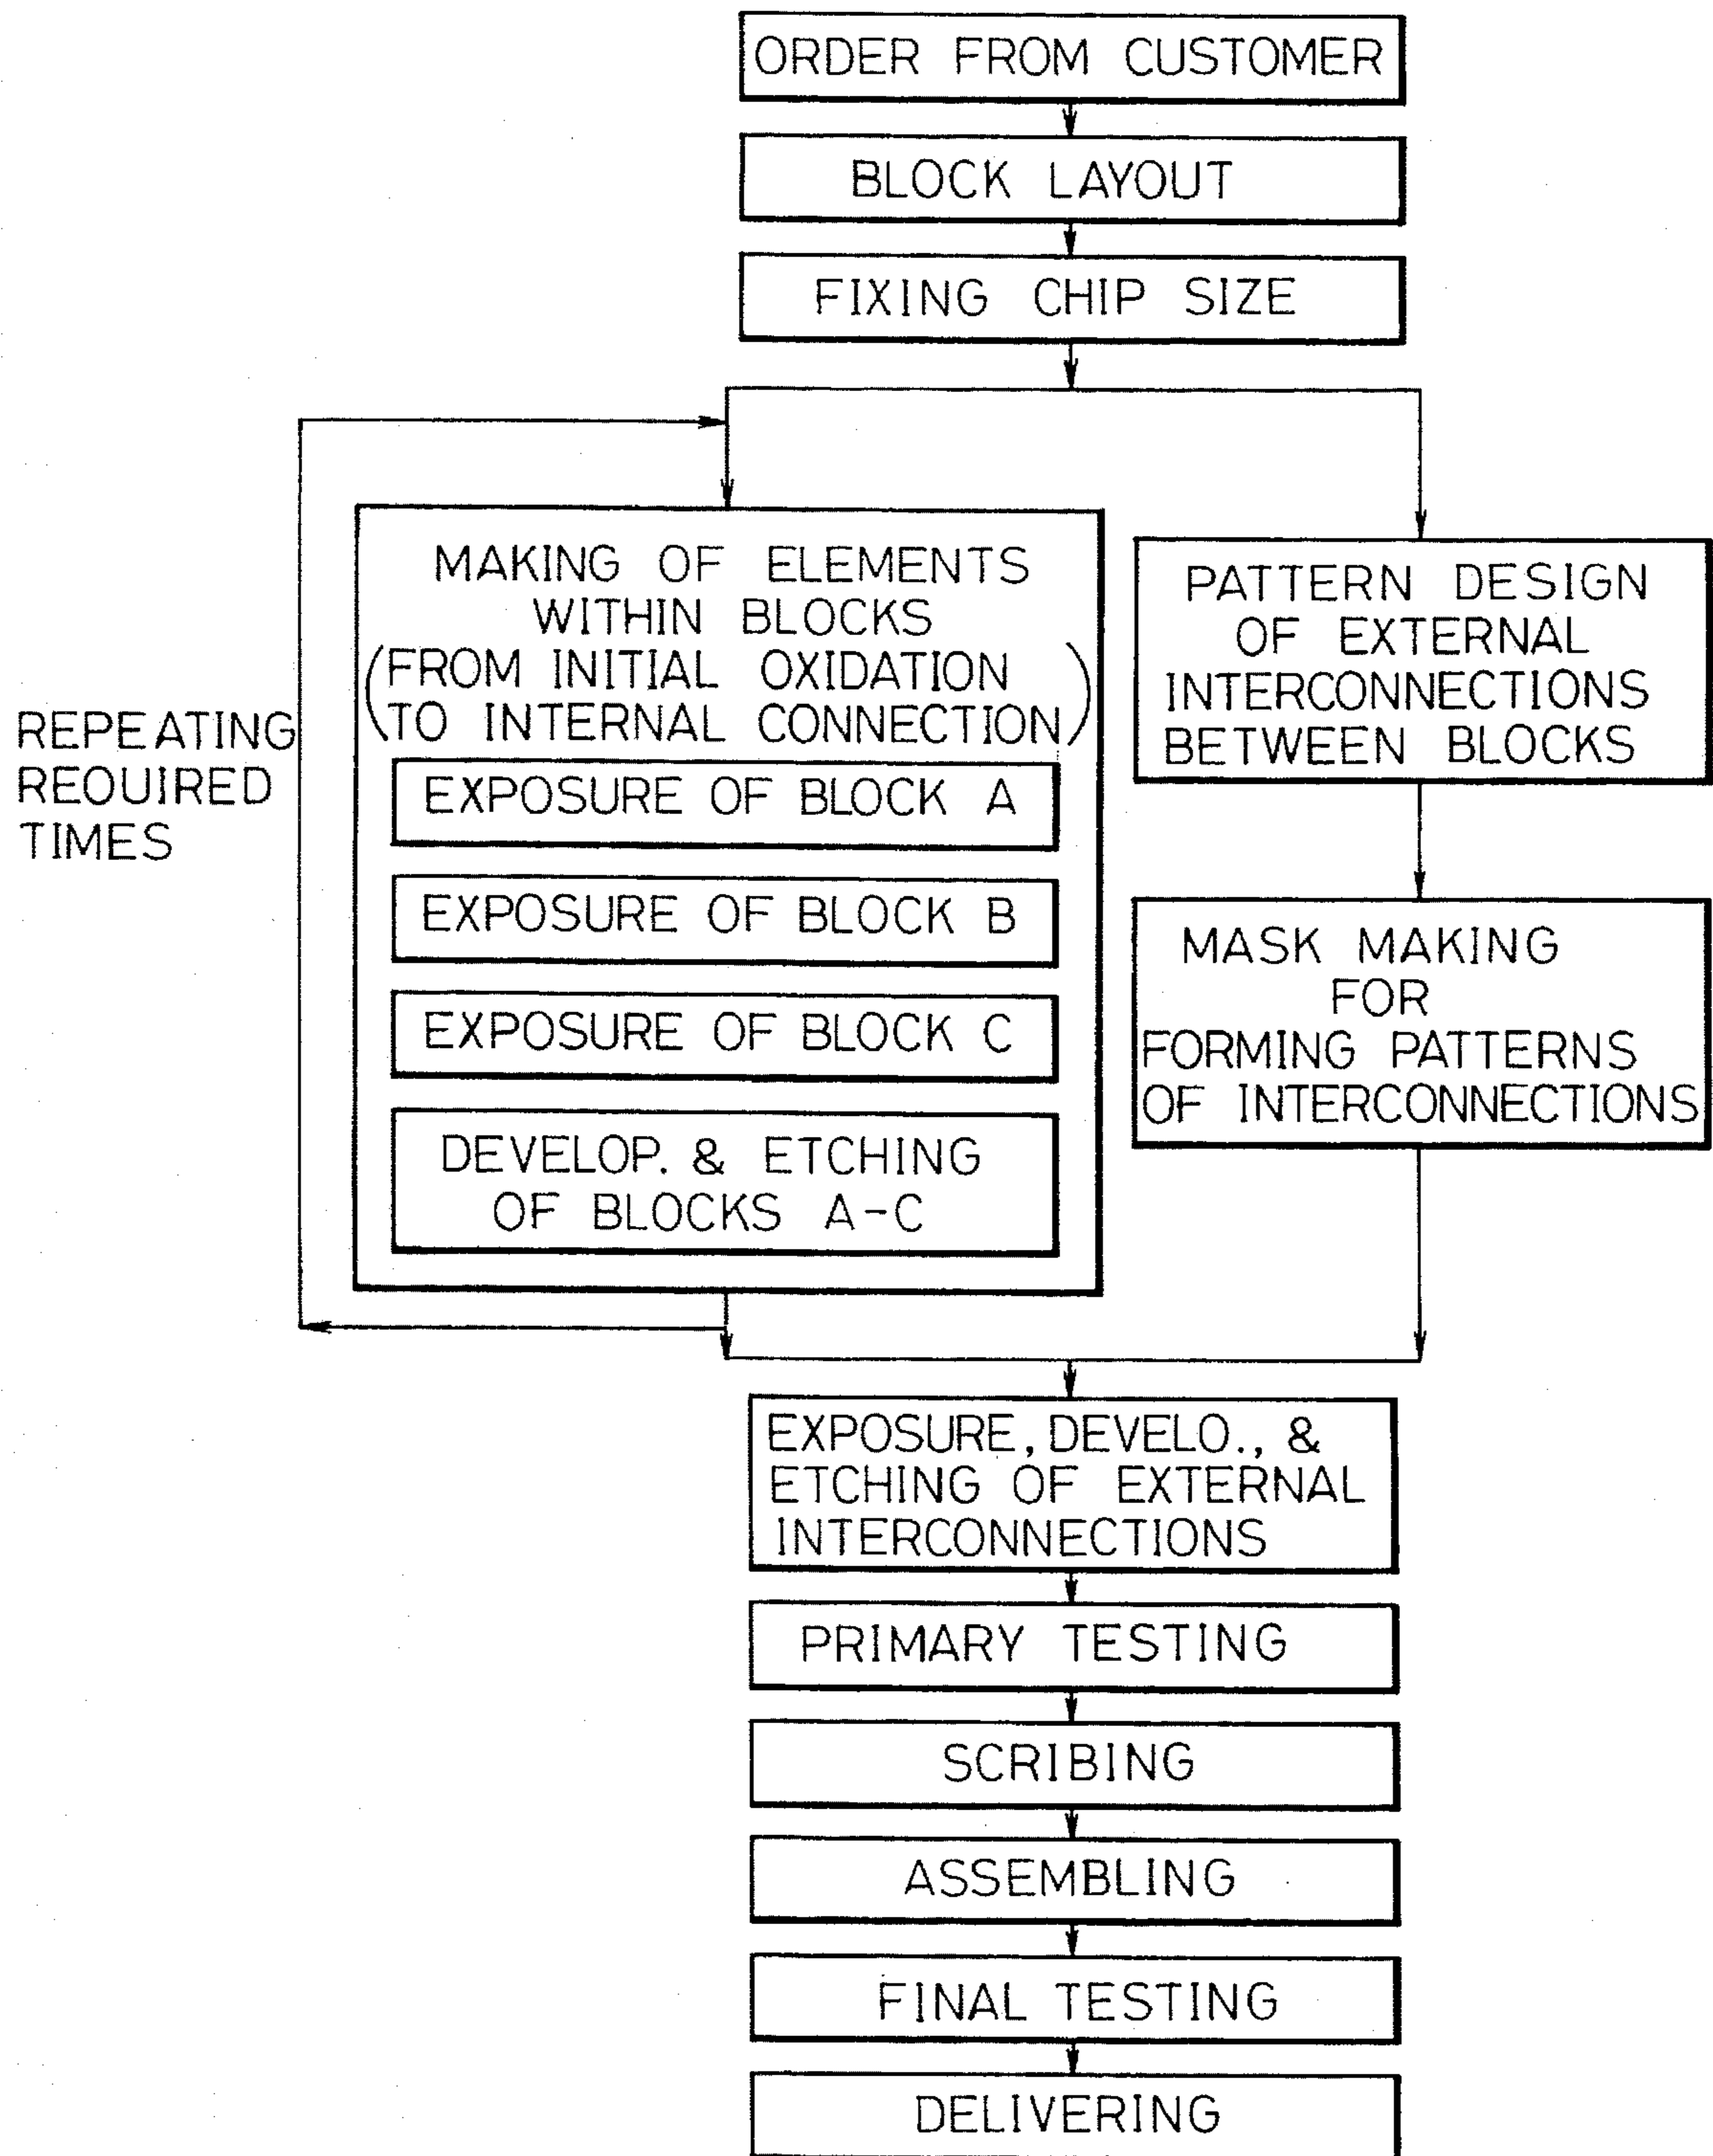 ORDER FROM CUSTOMER
BLOCK LAYOUT
FIXING CHIP SIZE
REPEATING
REQUIRED
TIMES
MAKING OF ELEMENTS
WITHIN BLOCKS
(FROM INITIAL OXIDATION
TO INTERNAL CONNECTION)
EXPOSURE OF BLOCK A
EXPOSURE OF BLOCK B
EXPOSURE OF BLOCK C
DEVELOP. & ETCHING
OF BLOCKS A-C
PATTERN DESIGN
OF EXTERNAL
INTERCONNECTIONS
BETWEEN BLOCKS
MASK MAKING
FOR
FORMING PATTERNS
OF INTERCONNECTIONS
EXPOSURE, DEVELO., &
ETCHING OF EXTERNAL
INTERCONNECTIONS
PRIMARY TESTING
SCRIBING
ASSEMBLING
FINAL TESTING
DELIVERING